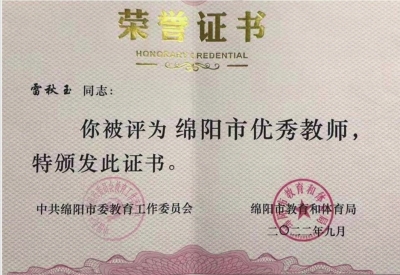 荣誉证书
HONORARY CREDENTIAL
雷秋玉 同志：
你被评为 绵阳市优秀教师，
特颁发此证书。
中共绵阳市委教育工作委员会
绵阳市教育和体育局
二〇二二年九月